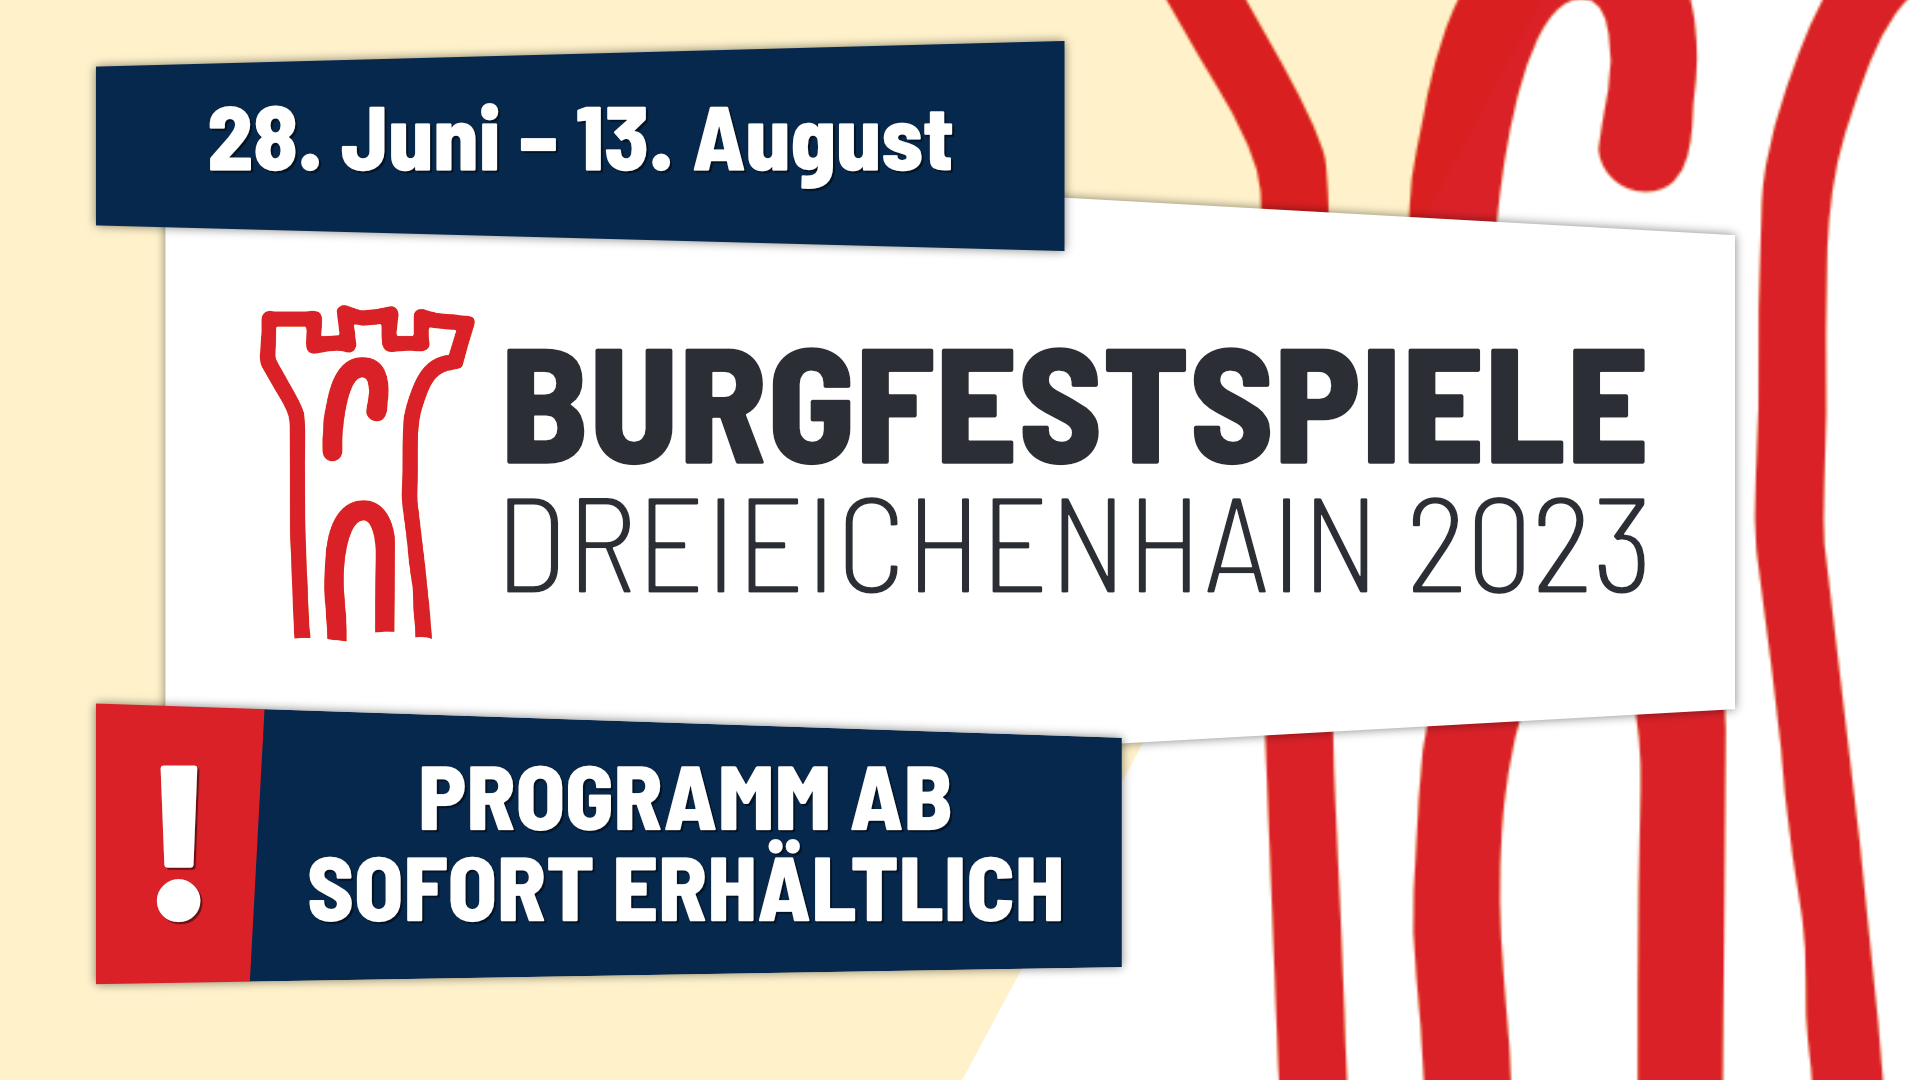 28. Juni – 13. August
BURGFESTSPIELE
DREIEICHENHAIN 2023
!
PROGRAMM AB
SOFORT ERHÄLTLICH